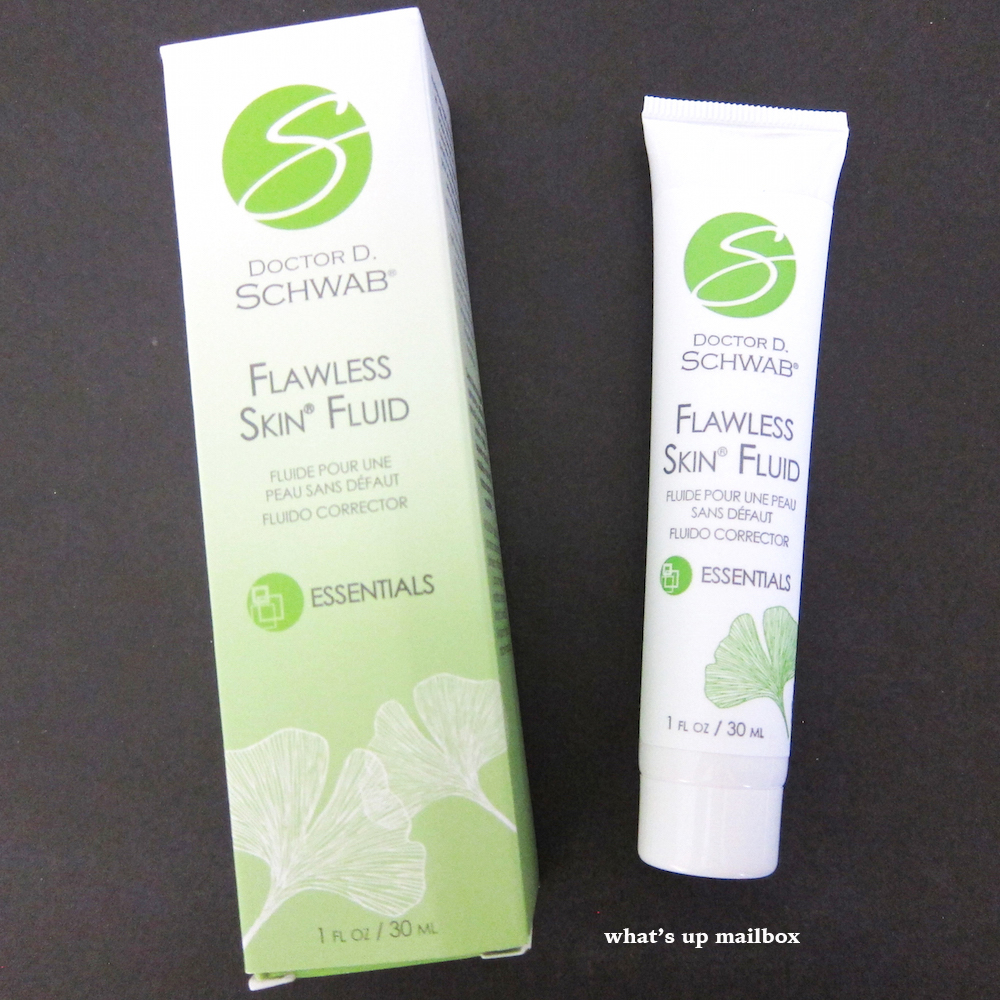 DOCTOR D.
SCHWAB®
FLAWLESS
SKIN® FLUID
FLUIDE POUR UNE
PEAU SANS DÉFAUT
FLUIDO CORRECTOR
ESSENTIALS
1 FL OZ / 30 ML
DOCTOR D.
SCHWAB®
FLAWLESS
SKIN® FLUID
FLUIDE POUR UNE PEAU
SANS DÉFAUT
FLUIDO CORRECTOR
ESSENTIALS
1 FL OZ / 30 ML
what's up mailbox